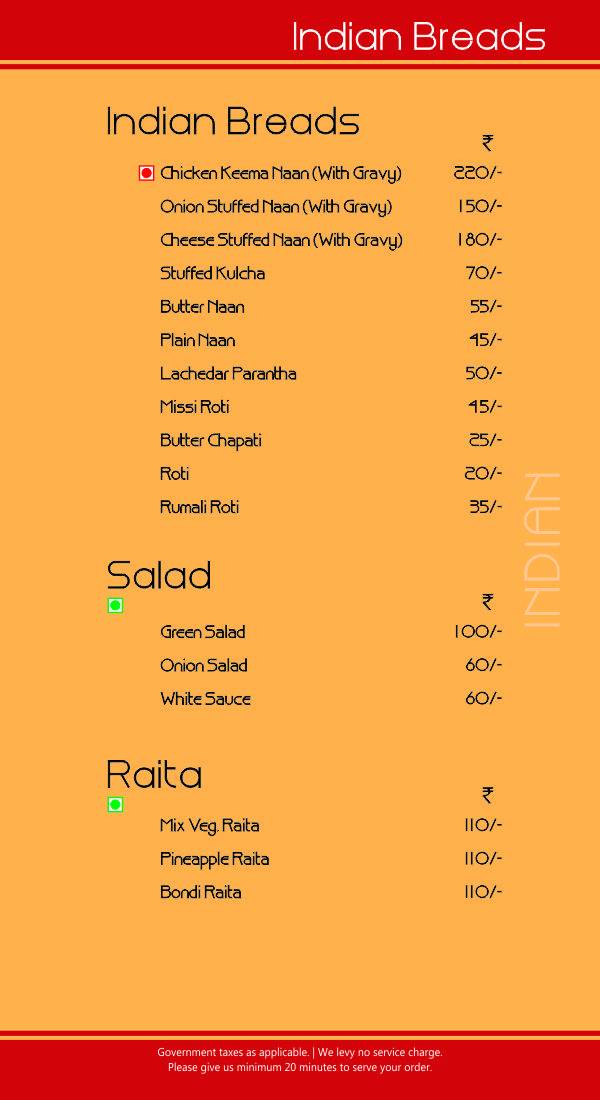 Indian Breads
Indian Breads
₹
Chicken Keema Naan (With Gravy) 220/-
Onion Stuffed Naan (With Gravy) 150/-
Cheese Stuffed Naan (With Gravy) 180/-
Stuffed Kulcha 70/-
Butter Naan 55/-
Plain Naan 45/-
Lachedar Parantha 50/-
Missi Roti 45/-
Butter Chapati 25/-
Roti 20/-
Rumali Roti 35/-
INDIAN
Salad
₹
Green Salad 100/-
Onion Salad 60/-
White Sauce 60/-
Raita
₹
Mix Veg. Raita 110/-
Pineapple Raita 110/-
Bondi Raita 110/-
Government taxes as applicable. | We levy no service charge.
Please give us minimum 20 minutes to serve your order.